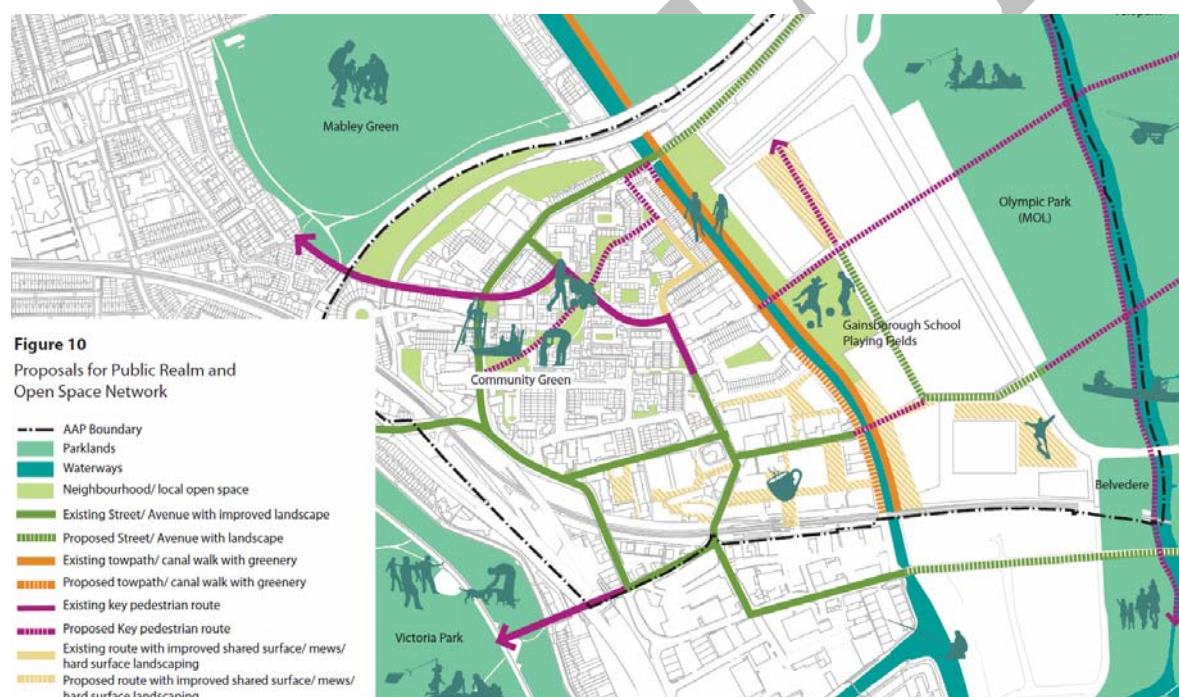 Mabley Green
Olympic Park
(MOL)
Gainsborough School
Playing Fields
Community Green
Belvedere
Victoria Park
Figure 10
Proposals for Public Realm and
Open Space Network
AAP Boundary
Parklands
Waterways
Neighbourhood/ local open space
Existing Street/ Avenue with improved landscape
Proposed Street/ Avenue with landscape
Existing towpath/ canal walk with greenery
Proposed towpath/ canal walk with greenery
Existing key pedestrian route
Proposed Key pedestrian route
Existing route with improved shared surface/ mews/
hard surface landscaping
Proposed route with improved shared surface/ mews/
hard surface landscaping